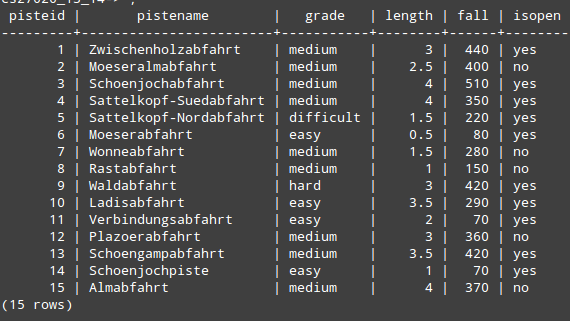 pisteid | pistename | grade | length | fall | isopen
---------+----------------------+-----------+--------+------+--------
1 | Zwischenholzabfahrt | medium | 3 | 440 | yes
2 | Moeseralmabfahrt | medium | 2.5 | 400 | no
3 | Schoenjochabfahrt | medium | 4 | 510 | yes
4 | Sattelkopf-Suedabfahrt | medium | 4 | 350 | yes
5 | Sattelkopf-Nordabfahrt | difficult | 1.5 | 220 | yes
6 | Moeserabfahrt | easy | 0.5 | 80 | yes
7 | Wonneabfahrt | medium | 1.5 | 280 | no
8 | Rastabfahrt | medium | 1 | 150 | no
9 | Waldabfahrt | hard | 3 | 420 | yes
10 | Ladisabfahrt | easy | 3.5 | 290 | yes
11 | Verbindungsabfahrt | easy | 2 | 70 | yes
12 | Plazoerabfahrt | medium | 3 | 360 | no
13 | Schoengampabfahrt | medium | 3.5 | 420 | yes
14 | Schoenjochpiste | easy | 1 | 70 | yes
15 | Almabfahrt | medium | 4 | 370 | no
(15 rows)